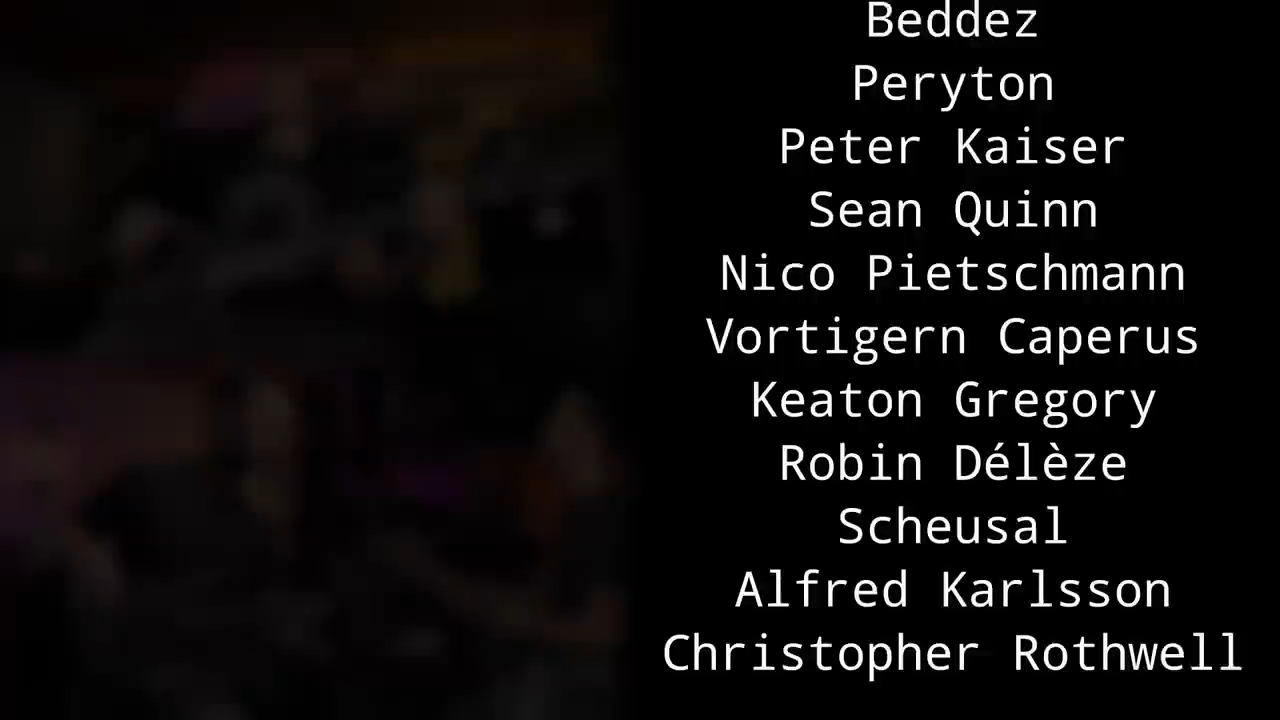 Beddez
Peryton
Peter Kaiser
Sean Quinn
Nico Pietschmann
Vortigern Caperus
Keaton Gregory
Robin Délèze
Scheusal
Alfred Karlsson
Christopher Rothwell